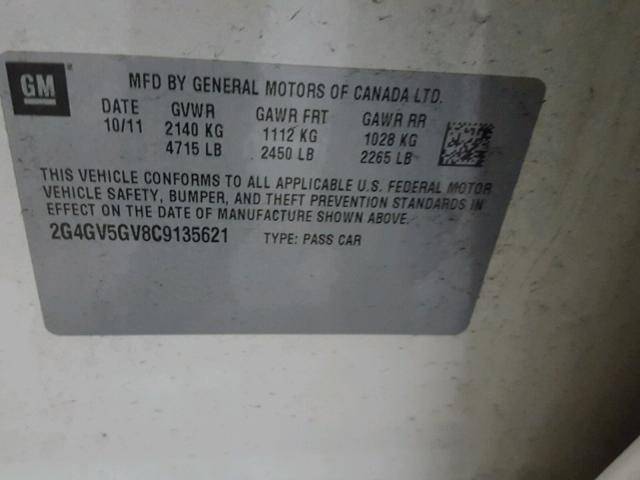 GM
MFD BY GENERAL MOTORS OF CANADA LTD.
DATE GVWR GAWR FRT GAWR RR
10/11 2140 KG 1112 KG 1028 KG
4715 LB 2450 LB 2265 LB
THIS VEHICLE CONFORMS TO ALL APPLICABLE U.S. FEDERAL MOTOR
VEHICLE SAFETY, BUMPER, AND THEFT PREVENTION STANDARDS IN
EFFECT ON THE DATE OF MANUFACTURE SHOWN ABOVE.
2G4GV5GV8C9135621 TYPE: PASS CAR